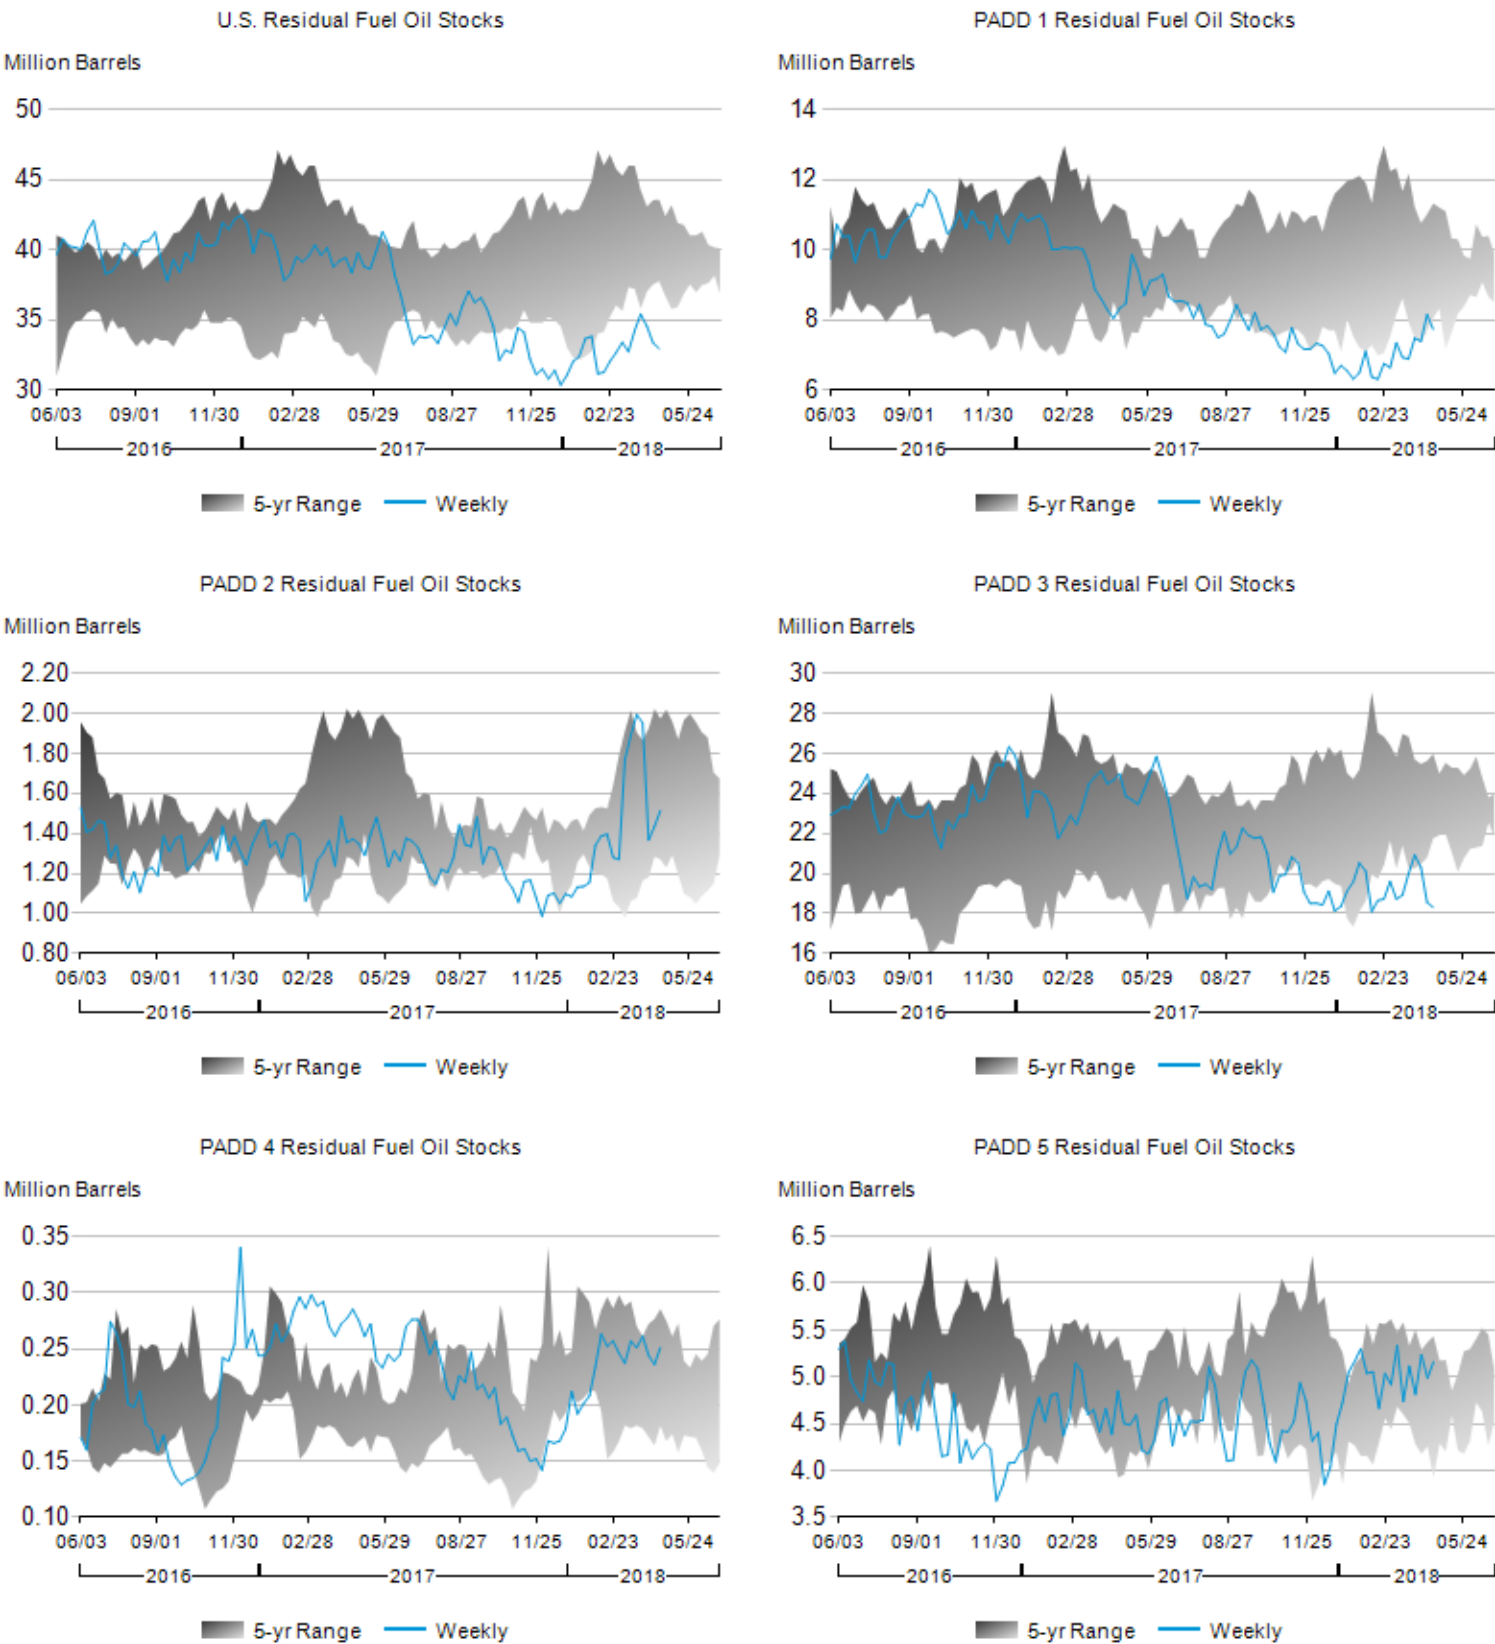 U.S. Residual Fuel Oil Stocks
Million Barrels
50
45
40
35
30
06/03 09/01 11/30 02/28 05/29 08/27 11/25 02/23 05/24
2016 2017 2018
5-yr Range Weekly
PADD 1 Residual Fuel Oil Stocks
Million Barrels
14
12
10
8
6
06/03 09/01 11/30 02/28 05/29 08/27 11/25 02/23 05/24
2016 2017 2018
5-yr Range Weekly
PADD 2 Residual Fuel Oil Stocks
Million Barrels
2.20
2.00
1.80
1.60
1.40
1.20
1.00
0.80
06/03 09/01 11/30 02/28 05/29 08/27 11/25 02/23 05/24
2016 2017 2018
5-yr Range Weekly
PADD 3 Residual Fuel Oil Stocks
Million Barrels
30
28
26
24
22
20
18
16
06/03 09/01 11/30 02/28 05/29 08/27 11/25 02/23 05/24
2016 2017 2018
5-yr Range Weekly
PADD 4 Residual Fuel Oil Stocks
Million Barrels
0.35
0.30
0.25
0.20
0.15
0.10
06/03 09/01 11/30 02/28 05/29 08/27 11/25 02/23 05/24
2016 2017 2018
5-yr Range Weekly
PADD 5 Residual Fuel Oil Stocks
Million Barrels
6.5
6.0
5.5
5.0
4.5
4.0
3.5
06/03 09/01 11/30 02/28 05/29 08/27 11/25 02/23 05/24
2016 2017 2018
5-yr Range Weekly